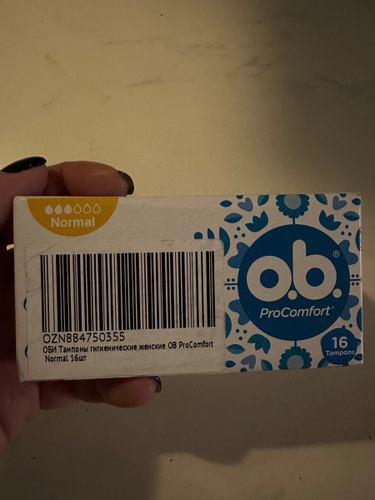 Normal
o.b.®
ProComfort®
16
Tampons
OZN884750355
ОБИ Тампоны гигиенические женские OB ProComfort
Normal 16шт